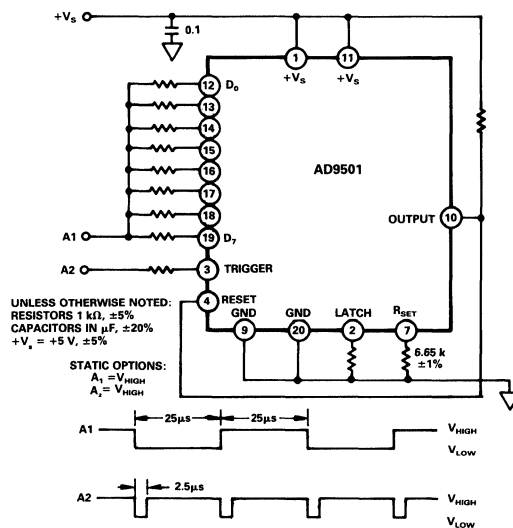 +VS
0.1
1
11
+VS
+VS
12
D0
13
14
15
AD9501
16
17
18
OUTPUT
10
A1
19
D7
A2
3
TRIGGER
4
RESET
GND
GND
LATCH
RSET
9
20
2
7
6.65 k
±1%
UNLESS OTHERWISE NOTED:
RESISTORS 1 kΩ, ±5%
CAPACITORS IN µF, ±20%
+Vs = +5 V, ±5%
STATIC OPTIONS:
A1 = VHIGH
A2 = VHIGH
25µs
25µs
A1
VHIGH
VLOW
2.5µs
A2
VHIGH
VLOW